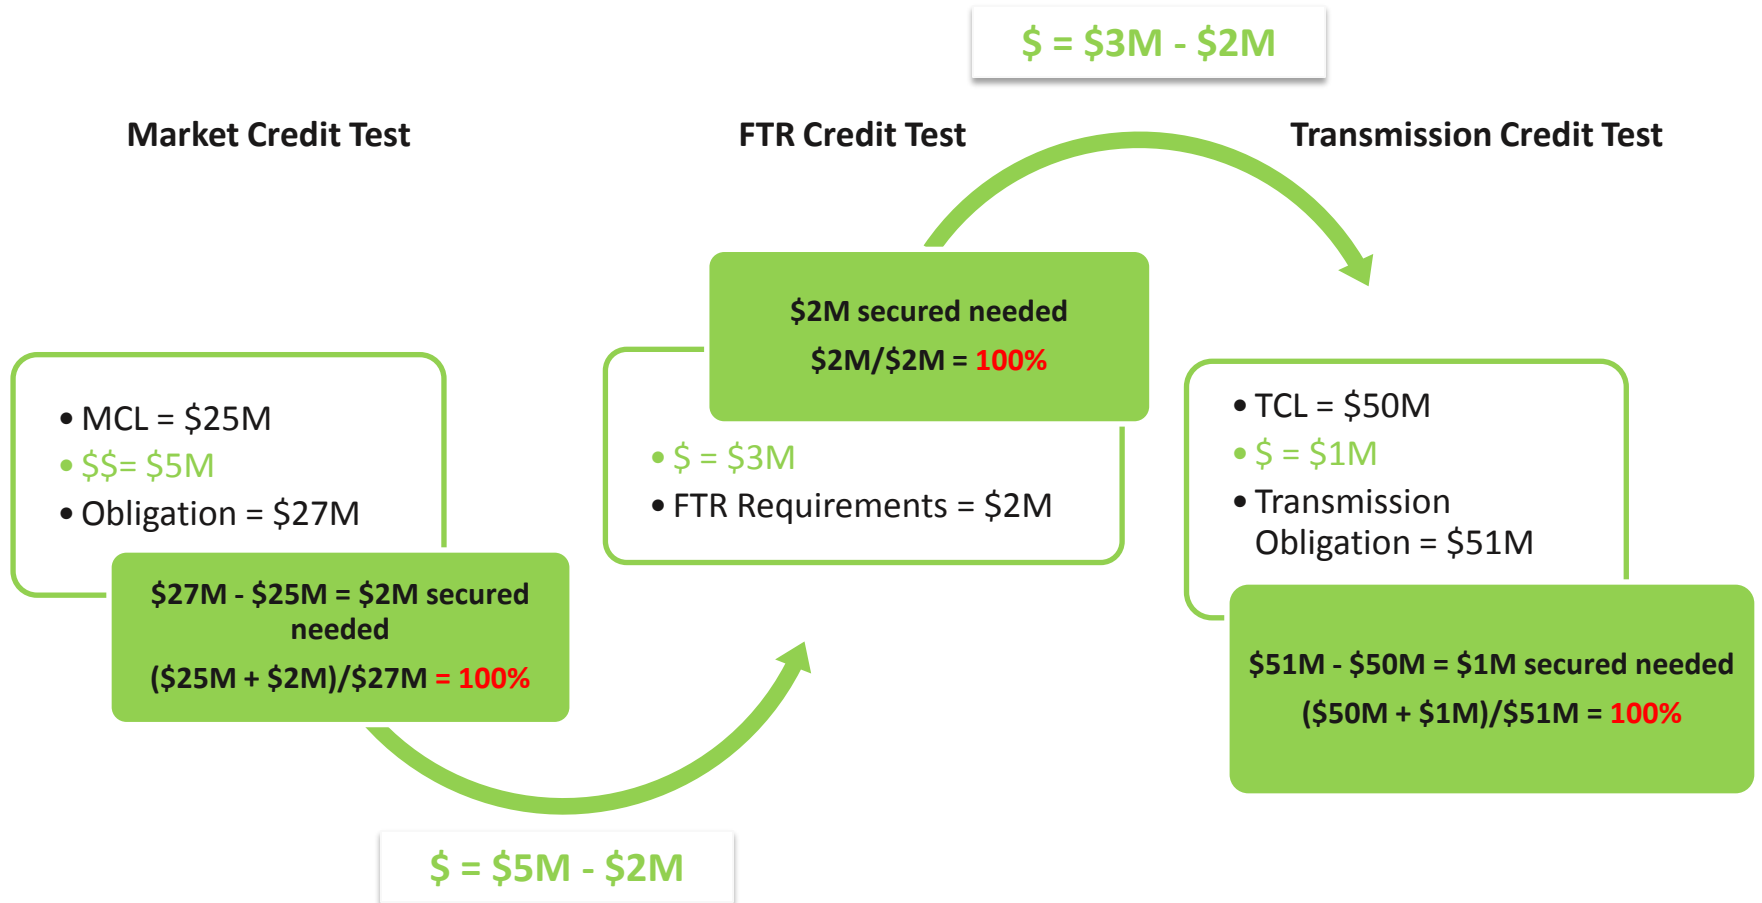 $ = $3M - $2M
Market Credit Test
FTR Credit Test
Transmission Credit Test
• MCL = $25M
• $$= $5M
• Obligation = $27M
$27M - $25M = $2M secured
needed
($25M + $2M)/$27M = 100%
$ = $5M - $2M
$2M secured needed
$2M/$2M = 100%
• $ = $3M
• FTR Requirements = $2M
• TCL = $50M
• $ = $1M
• Transmission
Obligation = $51M
$51M - $50M = $1M secured needed
($50M + $1M)/$51M = 100%